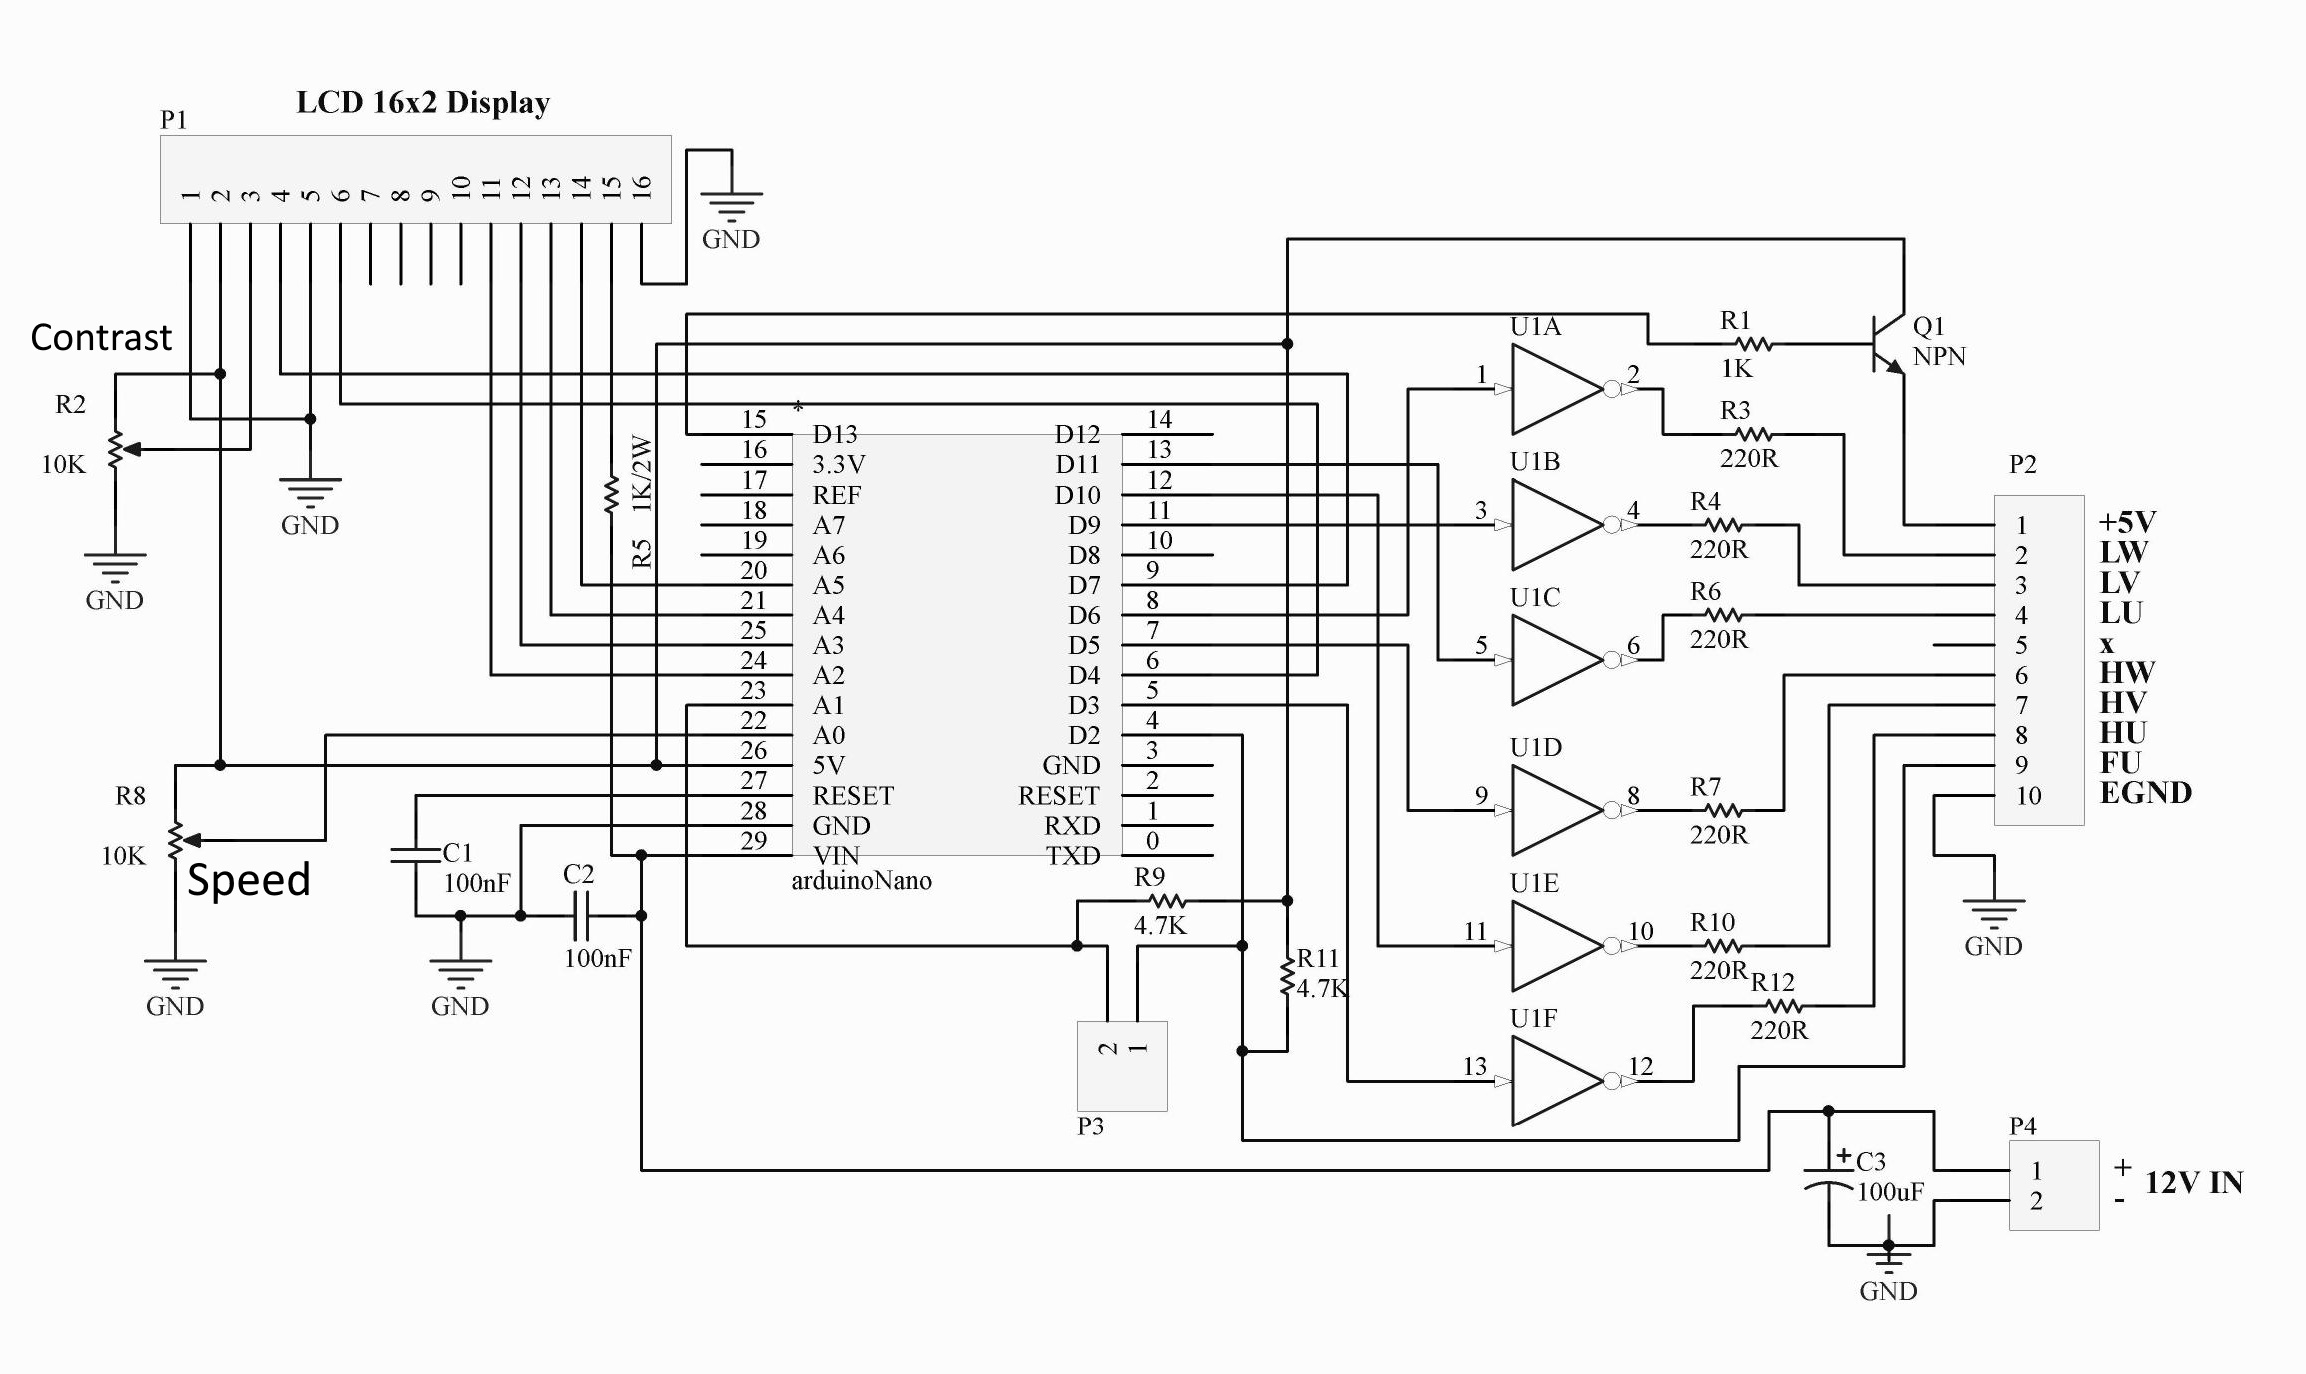 LCD 16x2 Display
P1
1 2 3 4 5 6 7 8 9 10 11 12 13 14 15 16
GND
Contrast
R2
10K
GND
GND
R8
10K
Speed
GND
C1
100nF
C2
100nF
GND
R5 1K/2W
*
15 D13
16 3.3V
17 REF
18 A7
19 A6
20 A5
21 A4
25 A3
24 A2
23 A1
22 A0
26 5V
27 RESET
28 GND
29 VIN
D12 14
D11 13
D10 12
D9 11
D8 10
D7 9
D6 8
D5 7
D4 6
D3 5
D2 4
GND 3
RESET 2
RXD 1
TXD 0
arduinoNano
R9
4.7K
R11
4.7K
2 1
P3
U1A
1 2
U1B
3 4
U1C
5 6
U1D
9 8
U1E
11 10
U1F
13 12
R1
1K
Q1
NPN
R3
220R
R4
220R
R6
220R
R7
220R
R10
220R
R12
220R
P2
1 +5V
2 LW
3 LV
4 LU
5 x
6 HW
7 HV
8 HU
9 FU
10 EGND
GND
P4
1 +
2 -
12V IN
+ C3
100uF
GND